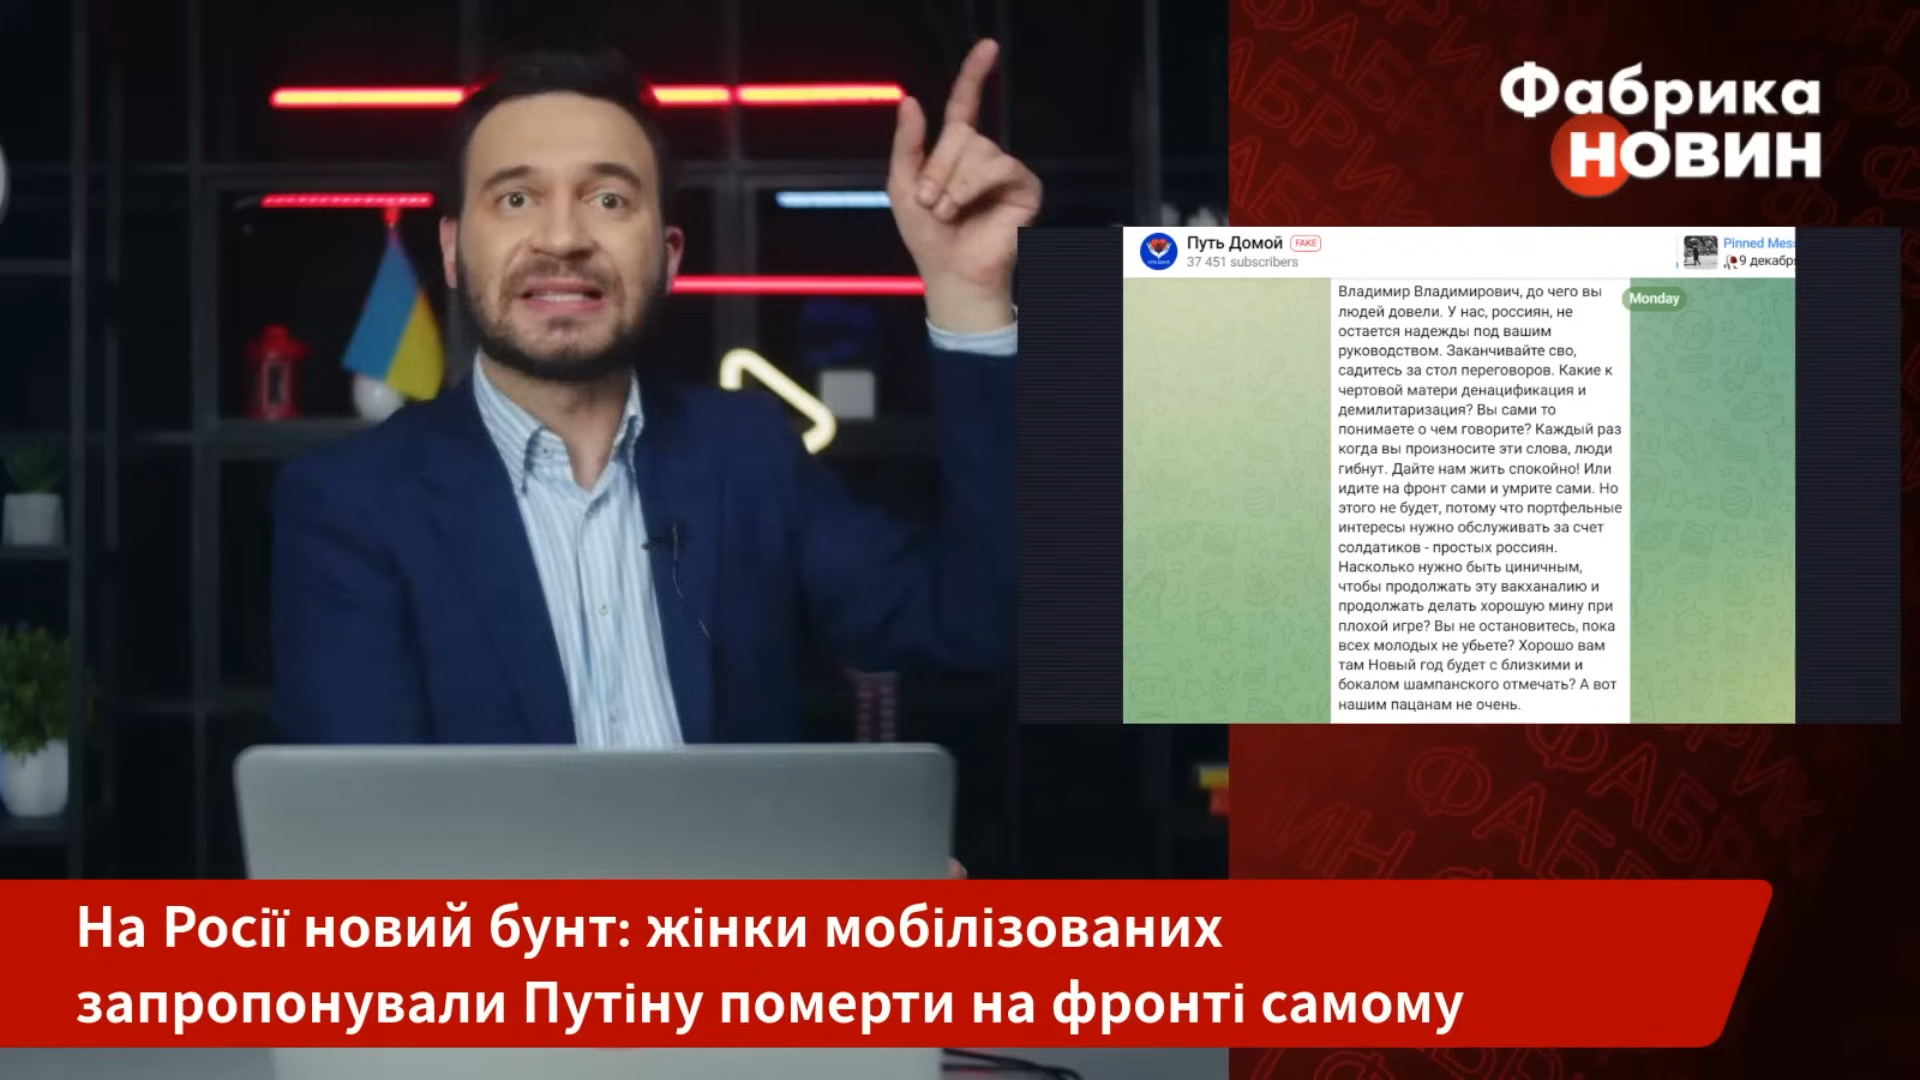 Фабрика
новин
Путь Домой FAKE
37 451 subscribers
Pinned Mes
9 декабр
Monday
Владимир Владимирович, до чего вы
людей довели. У нас, россиян, не
остается надежды под вашим
руководством. Заканчивайте сво,
садитесь за стол переговоров. Какие к
чертовой матери денацификация и
демилитаризация? Вы сами то
понимаете о чем говорите? Каждый раз
когда вы произносите эти слова, люди
гибнут. Дайте нам жить спокойно! Или
идите на фронт сами и умрите сами. Но
этого не будет, потому что портфельные
интересы нужно обслуживать за счет
солдатиков - простых россиян.
Насколько нужно быть циничным,
чтобы продолжать эту вакханалию и
продолжать делать хорошую мину при
плохой игре? Вы не остановитесь, пока
всех молодых не убьете? Хорошо вам
там Новый год будет с близкими и
бокалом шампанского отмечать? А вот
нашим пацанам не очень.
На Росії новий бунт: жінки мобілізованих
запропонували Путіну померти на фронті самому